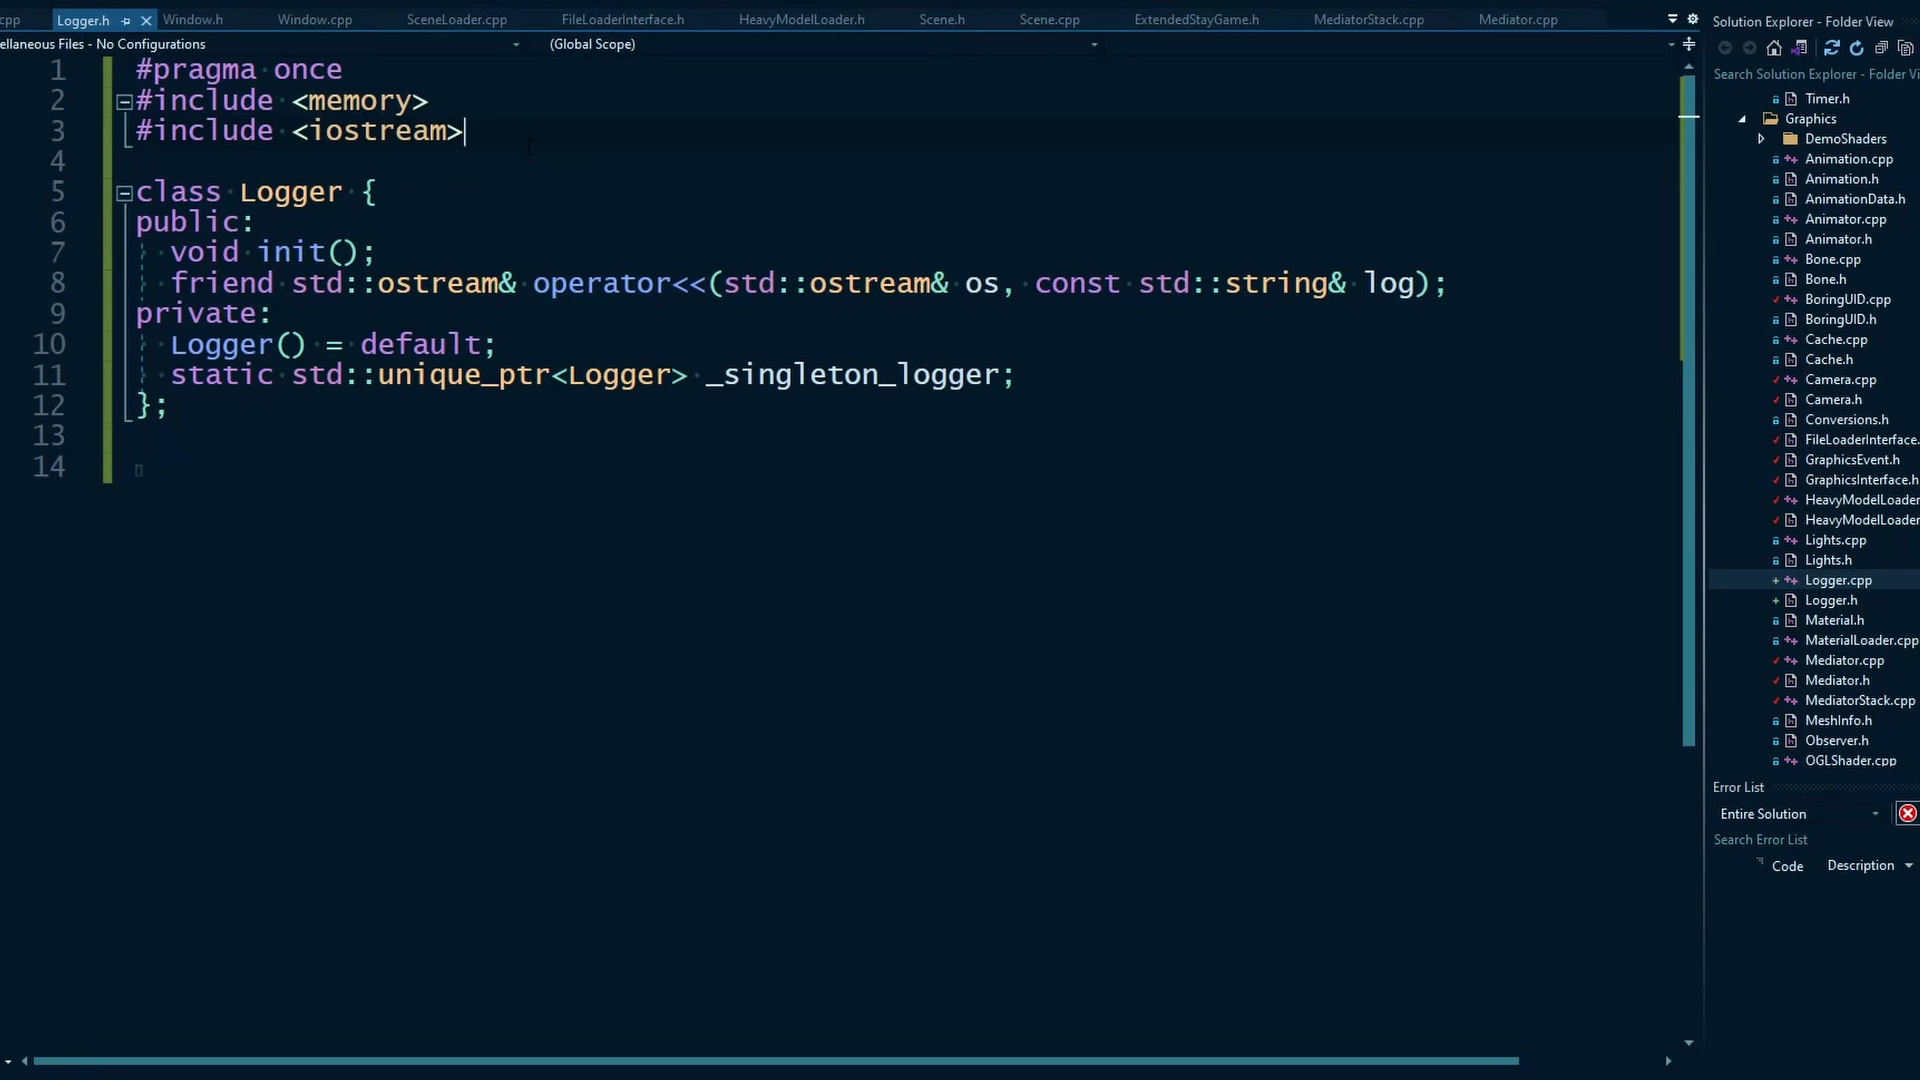 cpp
Logger.h
Window.h
Window.cpp
SceneLoader.cpp
FileLoaderInterface.h
HeavyModelLoader.h
Scene.h
Scene.cpp
ExtendedStayGame.h
MediatorStack.cpp
Mediator.cpp
ellaneous Files - No Configurations
(Global Scope)
1 #pragma once
2 #include <memory>
3 #include <iostream>
4
5 class Logger {
6 public:
7 void init();
8 friend std::ostream& operator<<(std::ostream& os, const std::string& log);
9 private:
10 Logger() = default;
11 static std::unique_ptr<Logger> _singleton_logger;
12 };
13
14
Solution Explorer - Folder View
Search Solution Explorer - Folder Vi
Timer.h
Graphics
DemoShaders
Animation.cpp
Animation.h
AnimationData.h
Animator.cpp
Animator.h
Bone.cpp
Bone.h
BoringUID.cpp
BoringUID.h
Cache.cpp
Cache.h
Camera.cpp
Camera.h
Conversions.h
FileLoaderInterface.
GraphicsEvent.h
GraphicsInterface.h
HeavyModelLoader
HeavyModelLoader
Lights.cpp
Lights.h
Logger.cpp
Logger.h
Material.h
MaterialLoader.cpp
Mediator.cpp
Mediator.h
MediatorStack.cpp
MeshInfo.h
Observer.h
OGLShader.cpp
Error List
Entire Solution
Search Error List
Code
Description